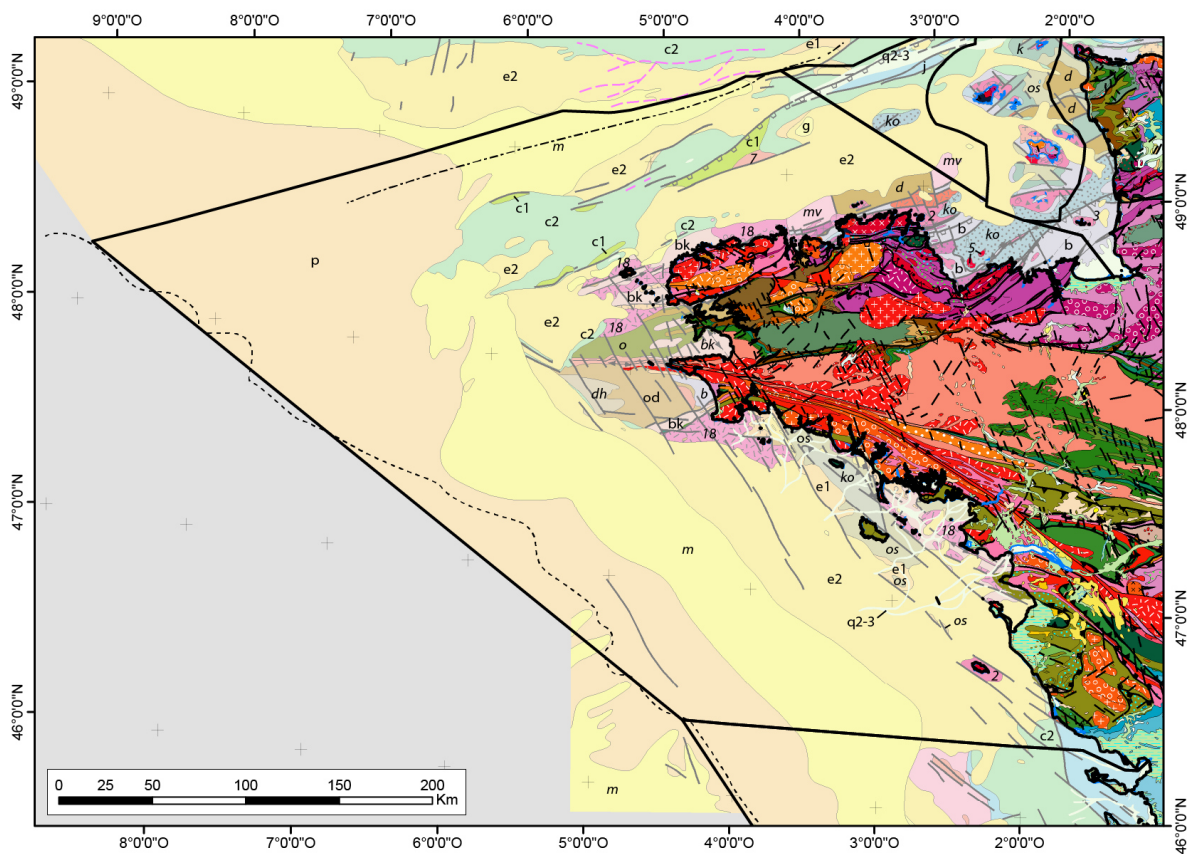 9°0'0"O 8°0'0"O 7°0'0"O 6°0'0"O 5°0'0"O 4°0'0"O 3°0'0"O 2°0'0"O
c2 e1 k
q2-3
49°0'0"N e2 j os d
d
m c1 g ko
7 e2
e2 mv
49°0'0"N
c1 d
c2 mv 2 ko 3
c2 18 b ko
p c1 bk 5 b
18 b
e2 bk
48°0'0"N
e2
c2 18
o bk
dh od b
48°0'0"N
bk
18 os
ko
e1
47°0'0"N
18
m os
e2 e1
os
47°0'0"N
q2-3 os
2
46°0'0"N
c2
0 25 50 100 150 200
Km
m
46°0'0"N
8°0'0"O 7°0'0"O 6°0'0"O 5°0'0"O 4°0'0"O 3°0'0"O 2°0'0"O